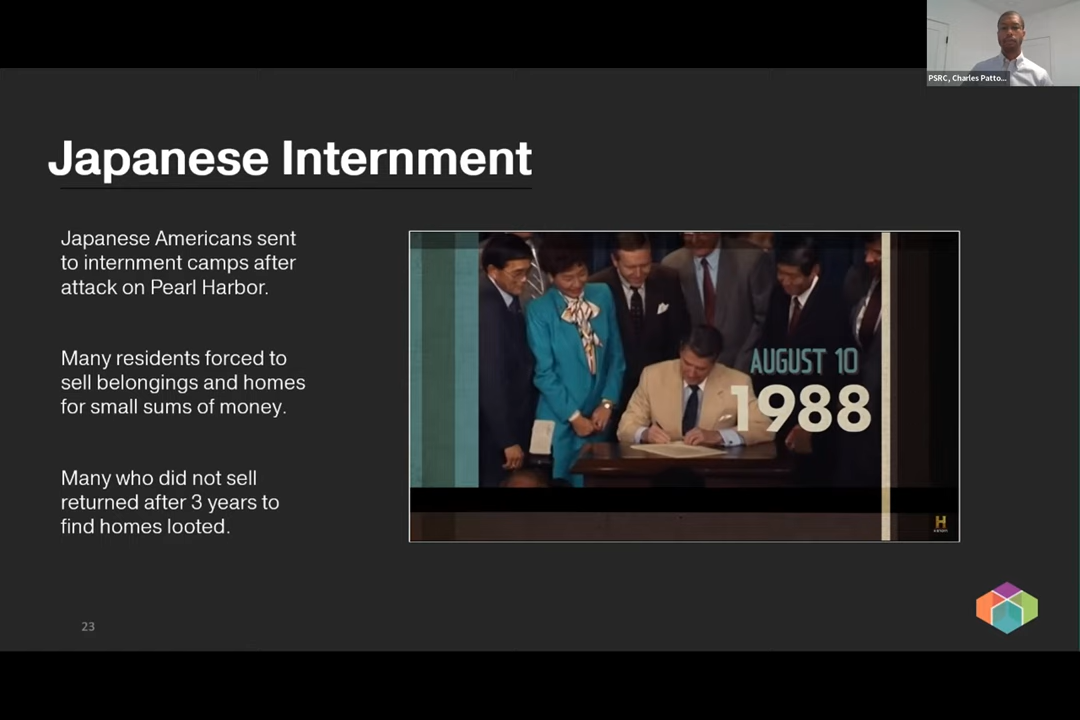 PSRC, Charles Patto...
Japanese Internment
Japanese Americans sent
to internment camps after
attack on Pearl Harbor.
Many residents forced to
sell belongings and homes
for small sums of money.
Many who did not sell
returned after 3 years to
find homes looted.
AUGUST 10
1988
H
HISTORY
23